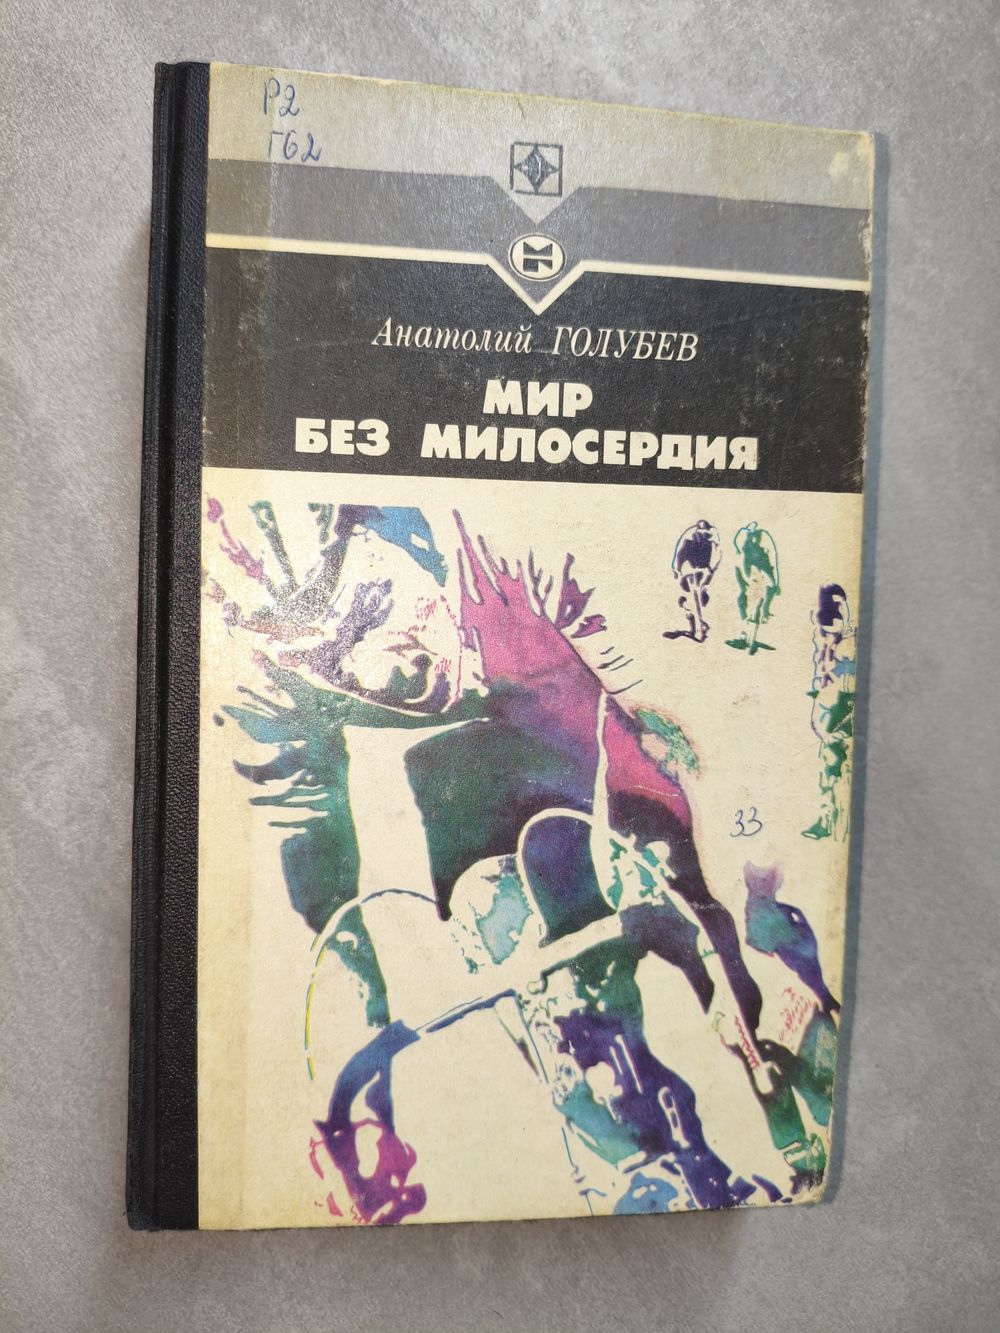 Р2
Г62
Анатолий ГОЛУБЕВ
МИР
БЕЗ МИЛОСЕРДИЯ
33